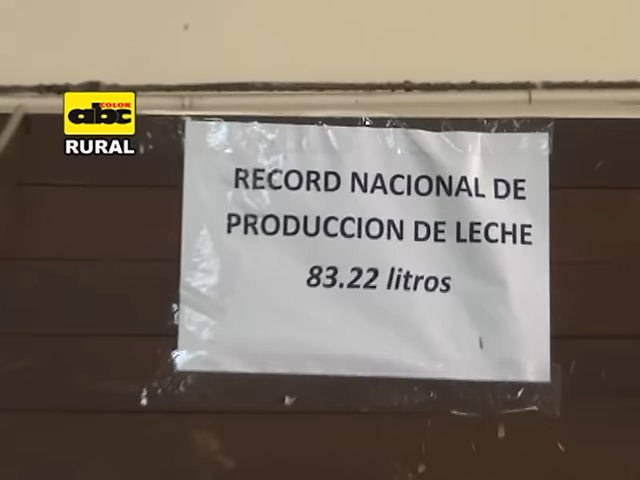 COLOR
abc
RURAL
RECORD NACIONAL DE
PRODUCCION DE LECHE
83.22 litros